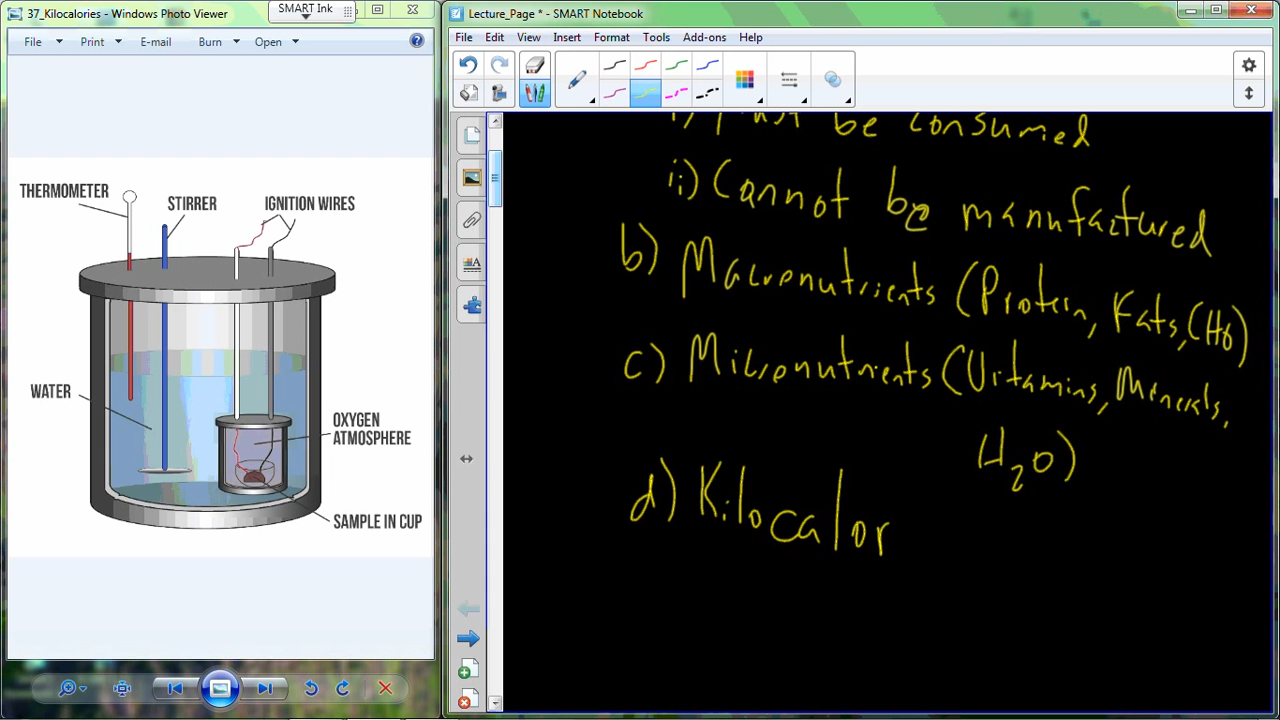 37_Kilocalories - Windows Photo Viewer
SMART Ink
File Print E-mail Burn Open
THERMOMETER
STIRRER
IGNITION WIRES
WATER
OXYGEN
ATMOSPHERE
SAMPLE IN CUP
Lecture_Page * - SMART Notebook
File Edit View Insert Format Tools Add-ons Help
be consumed
ii) Cannot be manufactured
b) Macronutrients (Protein, Fats, CHO)
c) Micronutrients (Vitamins, Minerals,
H2O)
d) Kilocalor